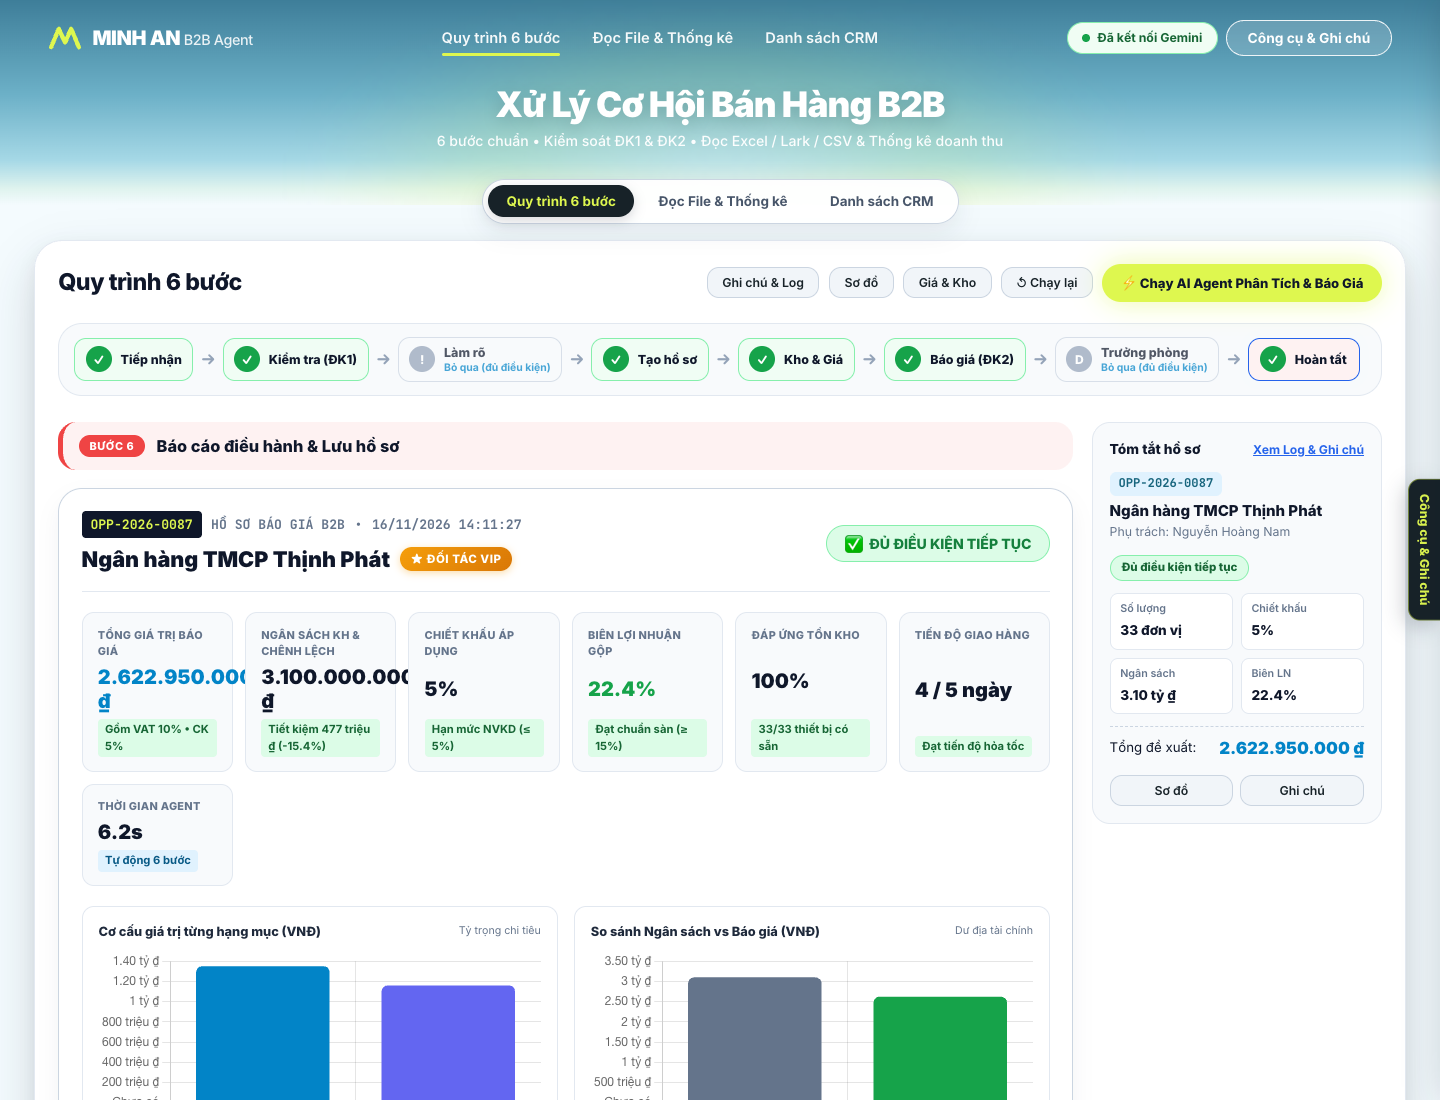 MINH AN B2B Agent
Quy trình 6 bước
Đọc File & Thống kê
Danh sách CRM
Đã kết nối Gemini
Công cụ & Ghi chú
Xử Lý Cơ Hội Bán Hàng B2B
6 bước chuẩn • Kiểm soát ĐK1 & ĐK2 • Đọc Excel / Lark / CSV & Thống kê doanh thu
Quy trình 6 bước
Đọc File & Thống kê
Danh sách CRM
Quy trình 6 bước
Ghi chú & Log
Sơ đồ
Giá & Kho
↺ Chạy lại
⚡ Chạy AI Agent Phân Tích & Báo Giá
Tiếp nhận
Kiểm tra (ĐK1)
!
Làm rõ
Bỏ qua (đủ điều kiện)
Tạo hồ sơ
Kho & Giá
Báo giá (ĐK2)
D
Trưởng phòng
Bỏ qua (đủ điều kiện)
Hoàn tất
BƯỚC 6
Báo cáo điều hành & Lưu hồ sơ
OPP-2026-0087
HỒ SƠ BÁO GIÁ B2B • 16/11/2026 14:11:27
Ngân hàng TMCP Thịnh Phát
★ ĐỐI TÁC VIP
✅ ĐỦ ĐIỀU KIỆN TIẾP TỤC
TỔNG GIÁ TRỊ BÁO
GIÁ
2.622.950.000
₫
Gồm VAT 10% • CK
5%
NGÂN SÁCH KH &
CHÊNH LỆCH
3.100.000.000
₫
Tiết kiệm 477 triệu
₫ (-15.4%)
CHIẾT KHẤU ÁP
DỤNG
5%
Hạn mức NVKD (≤
5%)
BIÊN LỢI NHUẬN
GỘP
22.4%
Đạt chuẩn sàn (≥
15%)
ĐÁP ỨNG TỒN KHO
100%
33/33 thiết bị có
sẵn
TIẾN ĐỘ GIAO HÀNG
4 / 5 ngày
Đạt tiến độ hỏa tốc
THỜI GIAN AGENT
6.2s
Tự động 6 bước
Cơ cấu giá trị từng hạng mục (VNĐ)
Tỷ trọng chi tiêu
1.40 tỷ ₫
1.20 tỷ ₫
1 tỷ ₫
800 triệu ₫
600 triệu ₫
400 triệu ₫
200 triệu ₫
So sánh Ngân sách vs Báo giá (VNĐ)
Dư địa tài chính
3.50 tỷ ₫
3 tỷ ₫
2.50 tỷ ₫
2 tỷ ₫
1.50 tỷ ₫
1 tỷ ₫
500 triệu ₫
Tóm tắt hồ sơ
Xem Log & Ghi chú
OPP-2026-0087
Ngân hàng TMCP Thịnh Phát
Phụ trách: Nguyễn Hoàng Nam
Đủ điều kiện tiếp tục
Số lượng
33 đơn vị
Chiết khấu
5%
Ngân sách
3.10 tỷ ₫
Biên LN
22.4%
Tổng đề xuất:
2.622.950.000 ₫
Sơ đồ
Ghi chú
Công cụ & Ghi chú